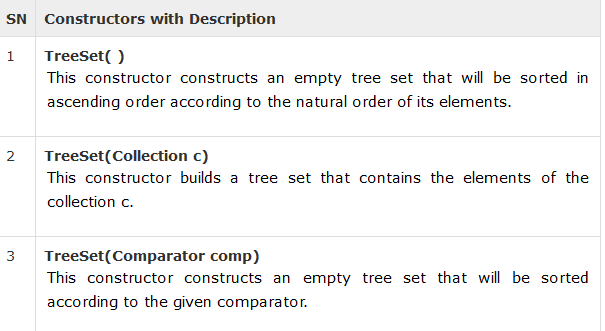 SN Constructors with Description
1 TreeSet( )
This constructor constructs an empty tree set that will be sorted in
ascending order according to the natural order of its elements.
2 TreeSet(Collection c)
This constructor builds a tree set that contains the elements of the
collection c.
3 TreeSet(Comparator comp)
This constructor constructs an empty tree set that will be sorted
according to the given comparator.